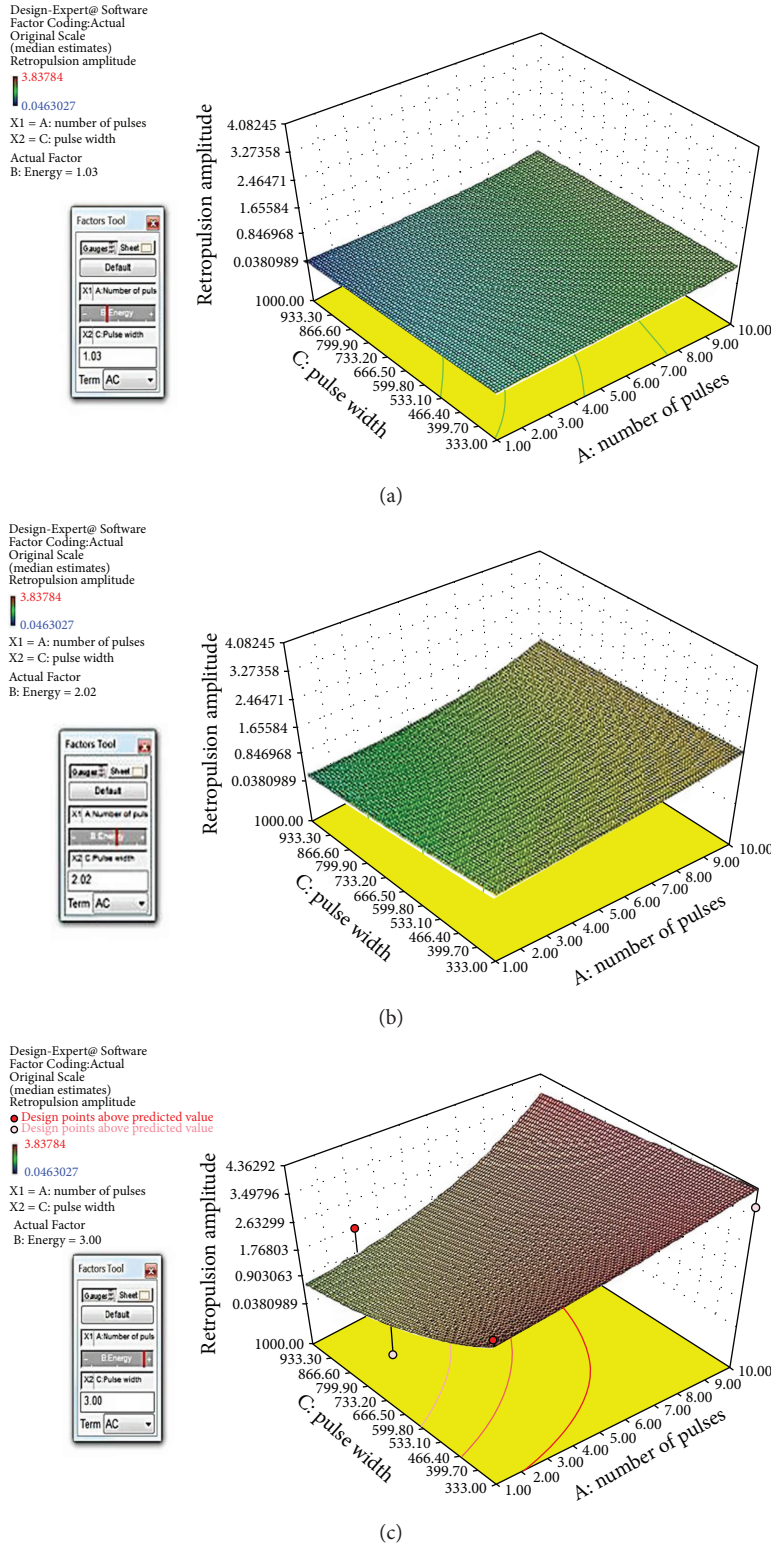 Design-Expert@ Software
Factor Coding:Actual
Original Scale
(median estimates)
Retropulsion amplitude
3.83784
0.0463027
X1 = A: number of pulses
X2 = C: pulse width
Actual Factor
B: Energy = 1.03
Factors Tool
Gauges Sheet
Default
X1 A:Number of puls
B:Energy
X2 C:Pulse width
1.03
Term AC
Retropulsion amplitude
4.08245
3.27358
2.46471
1.65584
0.846968
0.0380989
1000.00
933.30
866.60
799.90
733.20
666.50
599.80
533.10
466.40
399.70
333.00
C: pulse width
1.00
2.00
3.00
4.00
5.00
6.00
7.00
8.00
9.00
10.00
A: number of pulses
(a)
Design-Expert@ Software
Factor Coding:Actual
Original Scale
(median estimates)
Retropulsion amplitude
3.83784
0.0463027
X1 = A: number of pulses
X2 = C: pulse width
Actual Factor
B: Energy = 2.02
Factors Tool
Gauges Sheet
Default
X1 A:Number of puls
B:Energy
X2 C:Pulse width
2.02
Term AC
Retropulsion amplitude
4.08245
3.27358
2.46471
1.65584
0.846968
0.0380989
1000.00
933.30
866.60
799.90
733.20
666.50
599.80
533.10
466.40
399.70
333.00
C: pulse width
1.00
2.00
3.00
4.00
5.00
6.00
7.00
8.00
9.00
10.00
A: number of pulses
(b)
Design-Expert@ Software
Factor Coding:Actual
Original Scale
(median estimates)
Retropulsion amplitude
Design points above predicted value
Design points above predicted value
3.83784
0.0463027
X1 = A: number of pulses
X2 = C: pulse width
Actual Factor
B: Energy = 3.00
Factors Tool
Gauges Sheet
Default
X1 A:Number of puls
B:Energy
X2 C:Pulse width
3.00
Term AC
Retropulsion amplitude
4.36292
3.49796
2.63299
1.76803
0.903063
0.0380989
1000.00
933.30
866.60
799.90
733.20
666.50
599.80
533.10
466.40
399.70
333.00
C: pulse width
1.00
2.00
3.00
4.00
5.00
6.00
7.00
8.00
9.00
10.00
A: number of pulses
(c)